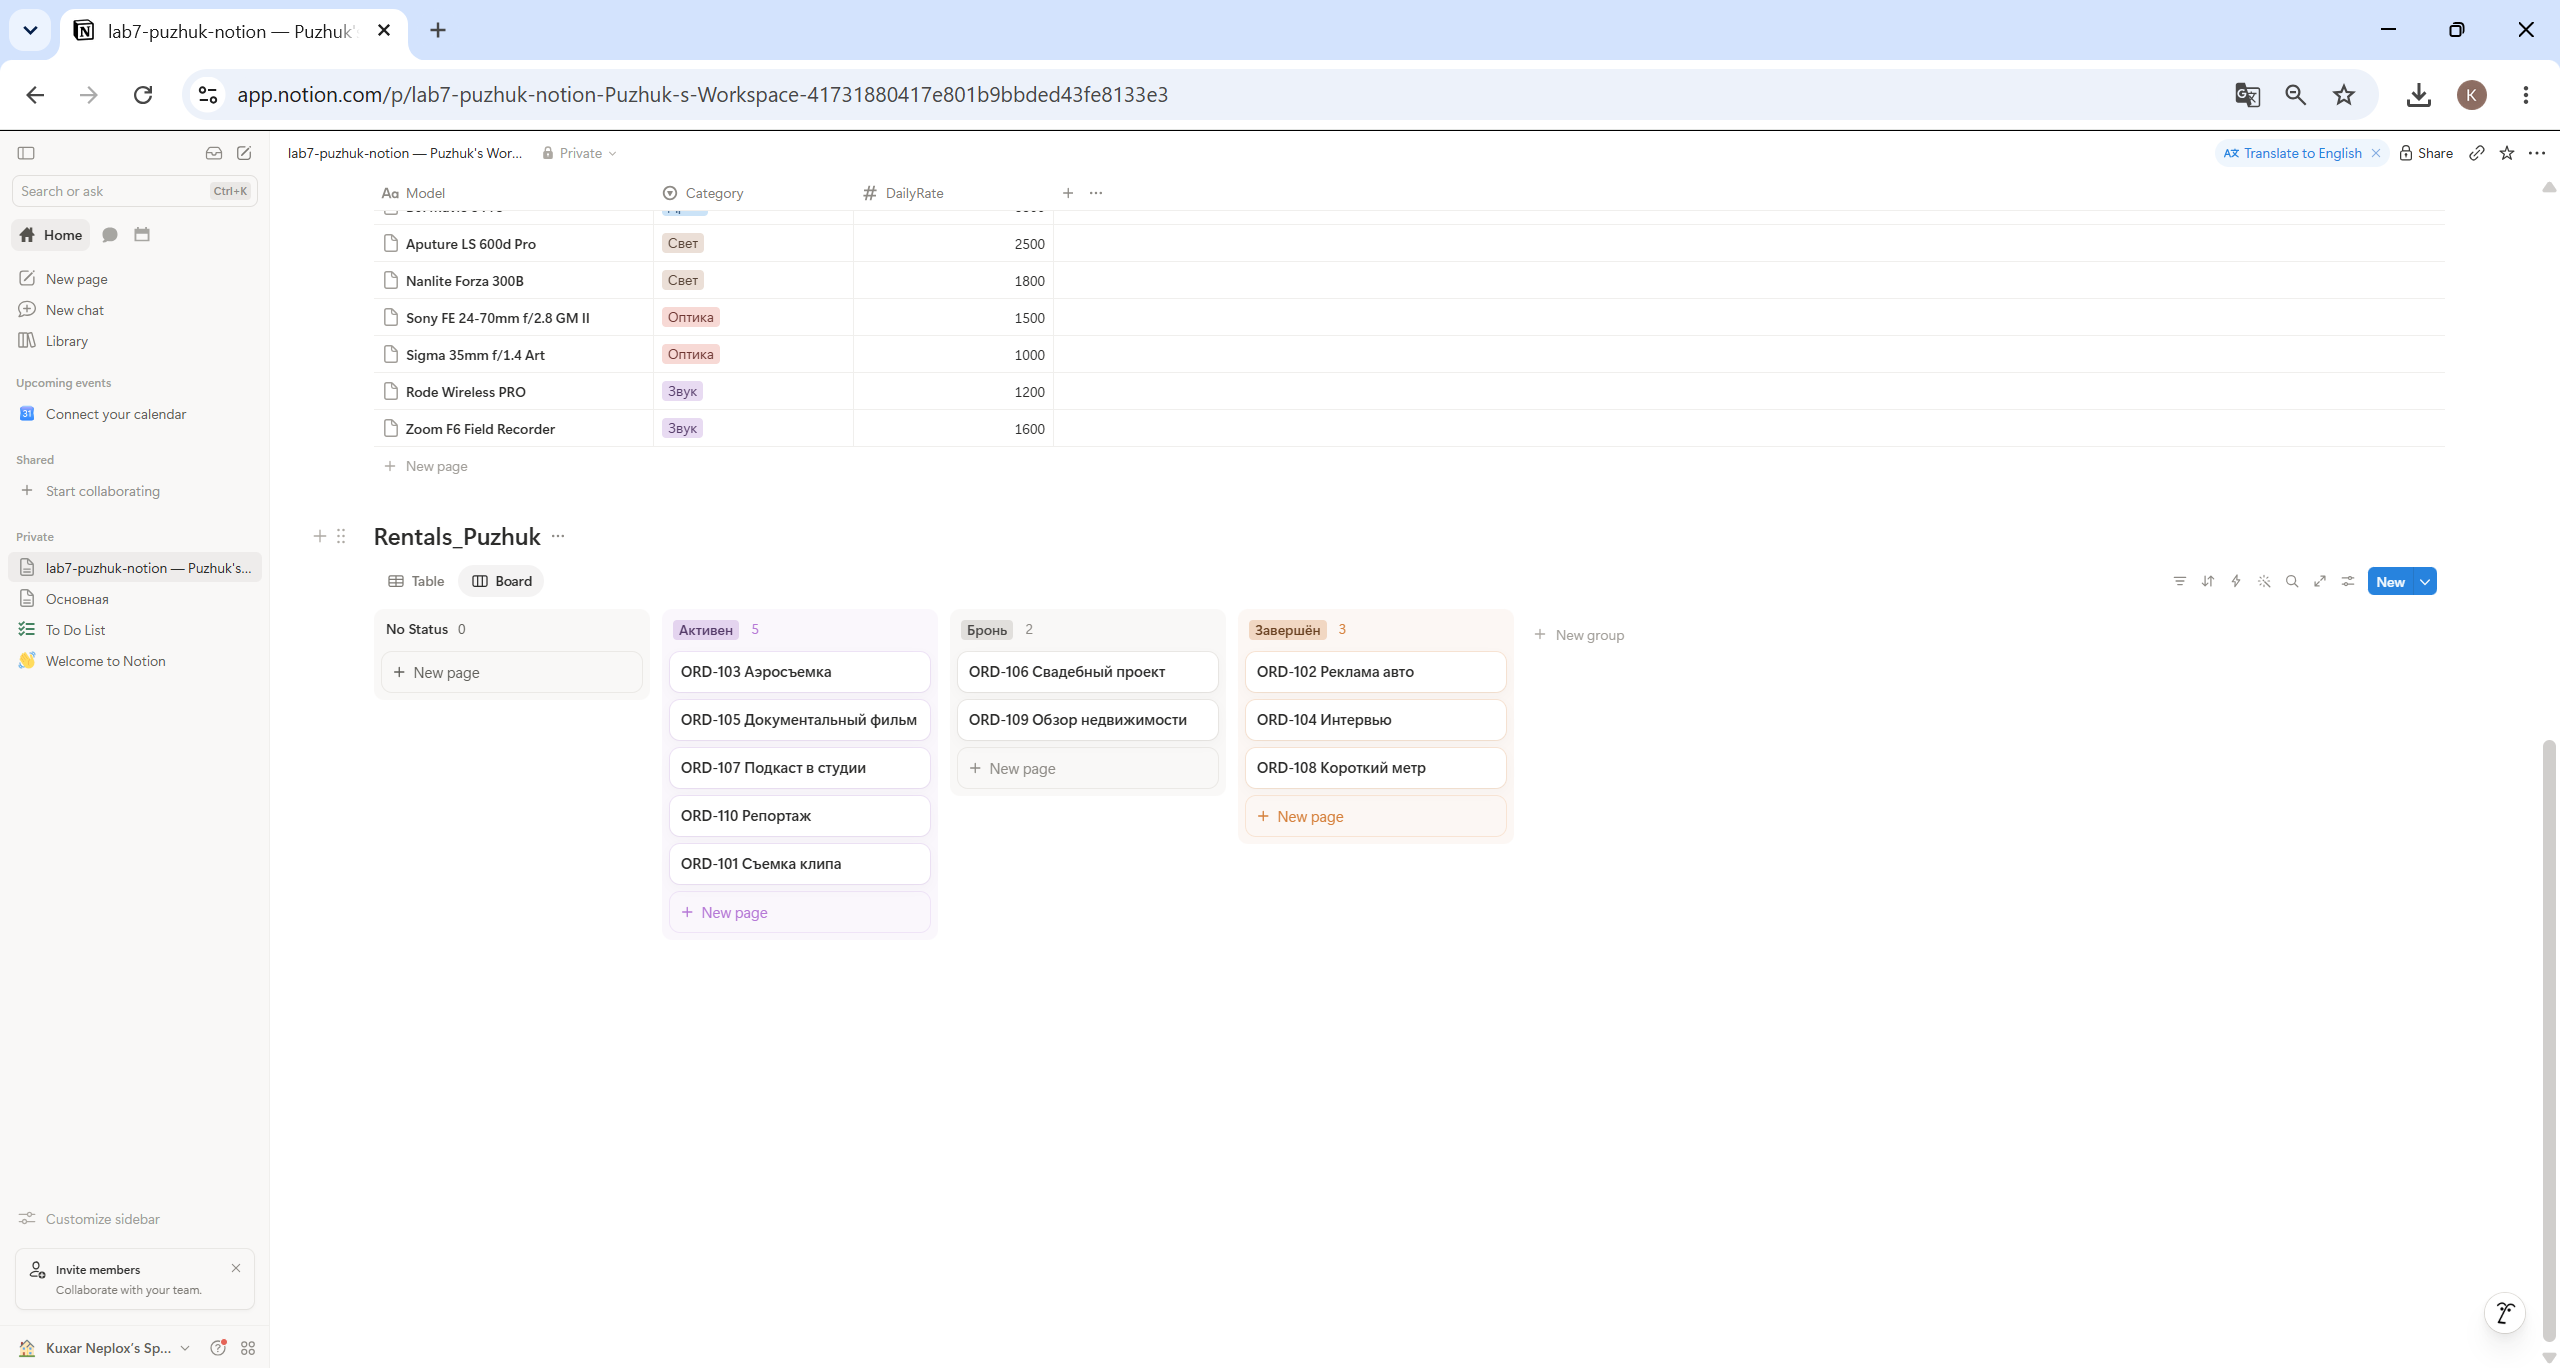 lab7-puzhuk-notion — Puzhuk's
app.notion.com/p/lab7-puzhuk-notion-Puzhuk-s-Workspace-41731880417e801b9bbded43fe8133e3
K
lab7-puzhuk-notion — Puzhuk's Wor... Private
Translate to English
Share
Search or ask Ctrl+K
Home
New page
New chat
Library
Upcoming events
31 Connect your calendar
Shared
Start collaborating
Private
lab7-puzhuk-notion — Puzhuk's...
Основная
To Do List
Welcome to Notion
Customize sidebar
Invite members
Collaborate with your team.
Kuxar Neplox's Sp...
Aa Model Category # DailyRate
Aputure LS 600d Pro Свет 2500
Nanlite Forza 300B Свет 1800
Sony FE 24-70mm f/2.8 GM II Оптика 1500
Sigma 35mm f/1.4 Art Оптика 1000
Rode Wireless PRO Звук 1200
Zoom F6 Field Recorder Звук 1600
+ New page
Rentals_Puzhuk ...
Table Board
New
No Status 0
+ New page
Активен 5
ORD-103 Аэросъемка
ORD-105 Документальный фильм
ORD-107 Подкаст в студии
ORD-110 Репортаж
ORD-101 Съемка клипа
+ New page
Бронь 2
ORD-106 Свадебный проект
ORD-109 Обзор недвижимости
+ New page
Завершён 3
ORD-102 Реклама авто
ORD-104 Интервью
ORD-108 Короткий метр
+ New page
+ New group